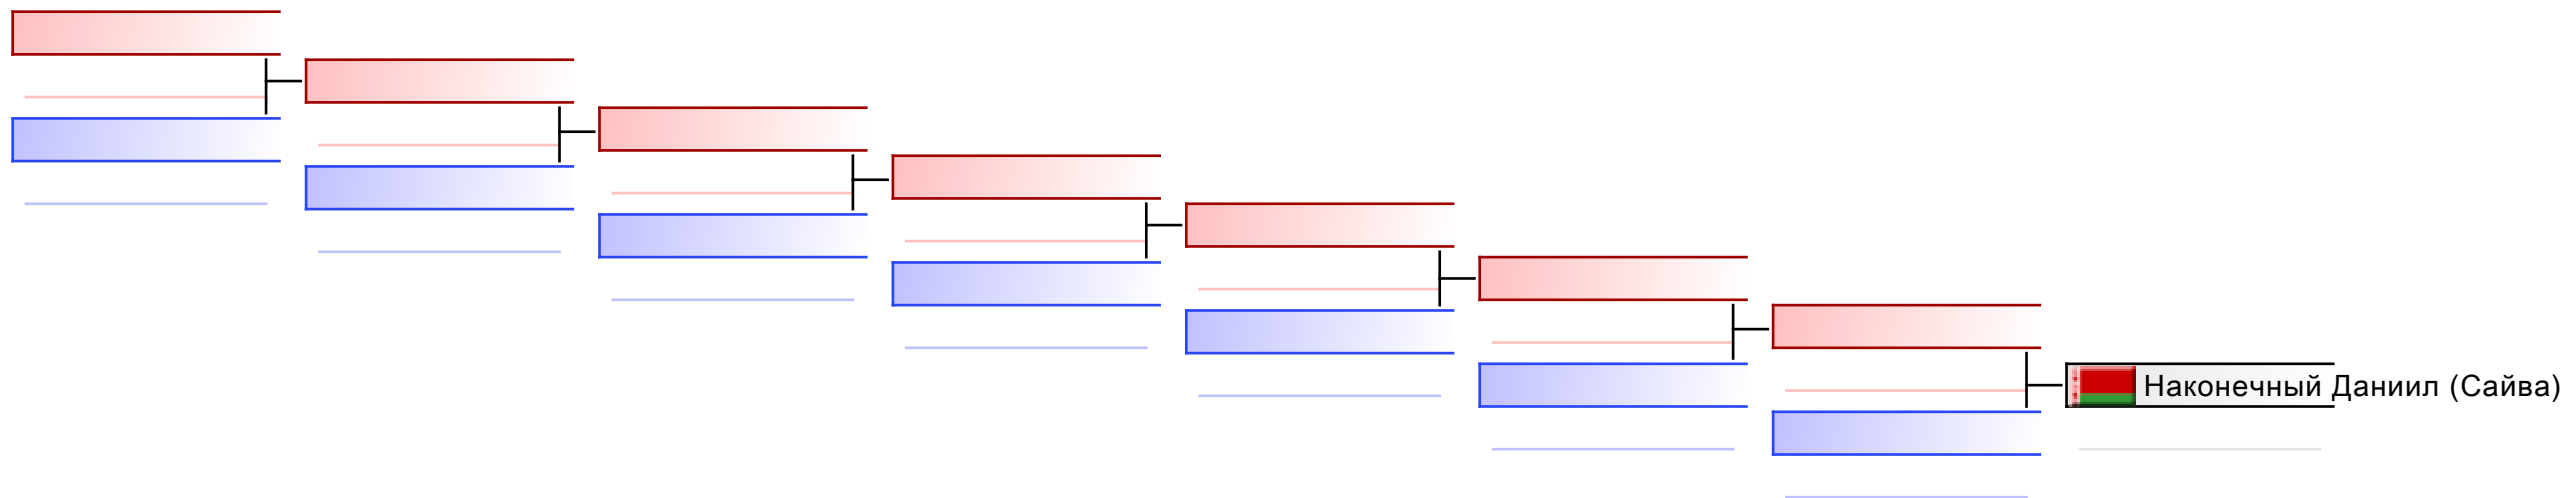 Наконечный Даниил (Сайва)